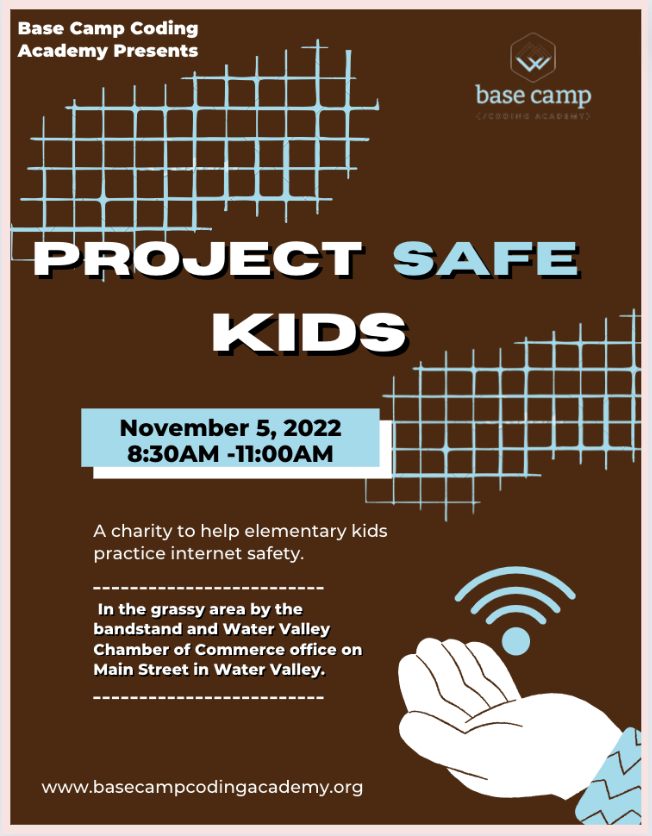 Base Camp Coding
Academy Presents
base camp
</CODING ACADEMY>
PROJECT SAFE
KIDS
November 5, 2022
8:30AM -11:00AM
A charity to help elementary kids
practice internet safety.
In the grassy area by the
bandstand and Water Valley
Chamber of Commerce office on
Main Street in Water Valley.
www.basecampcodingacademy.org